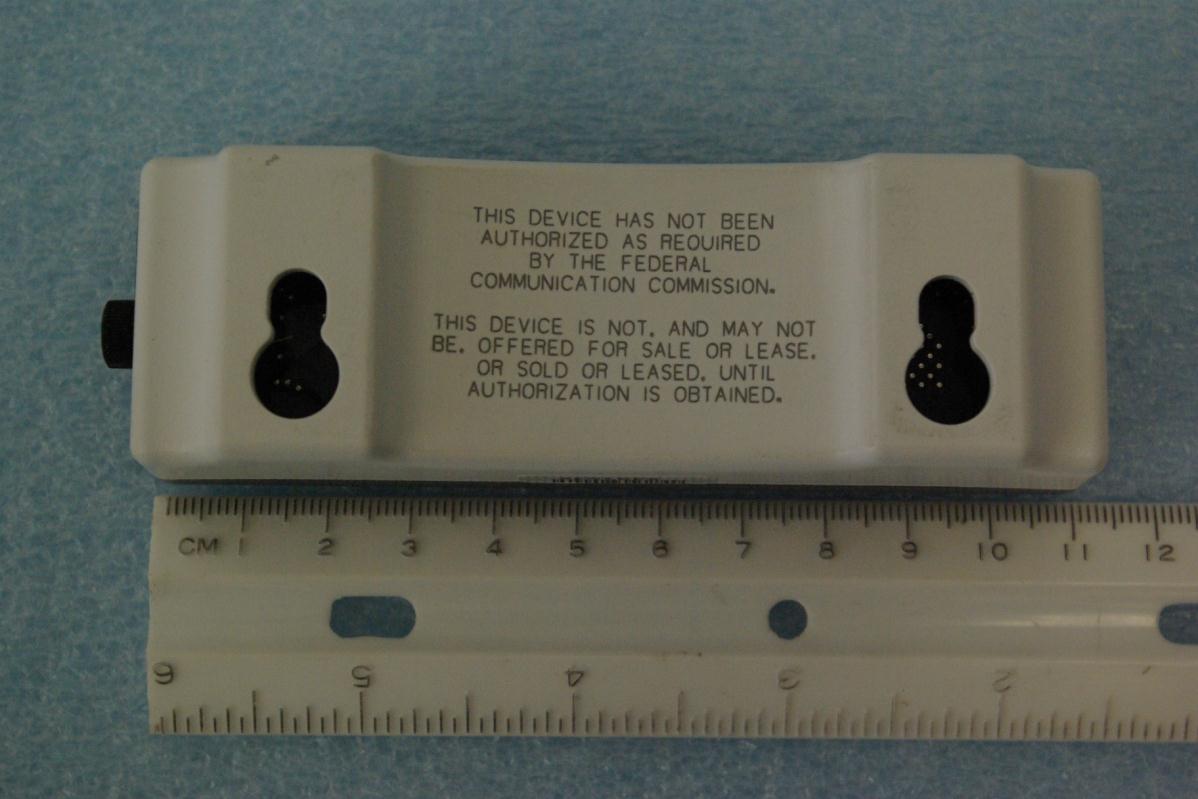 THIS DEVICE HAS NOT BEEN
AUTHORIZED AS REQUIRED
BY THE FEDERAL
COMMUNICATION COMMISSION.
THIS DEVICE IS NOT, AND MAY NOT
BE, OFFERED FOR SALE OR LEASE,
OR SOLD OR LEASED, UNTIL
AUTHORIZATION IS OBTAINED.
CM 1 2 3 4 5 6 7 8 9 10 11 12
6 5 4 3 2